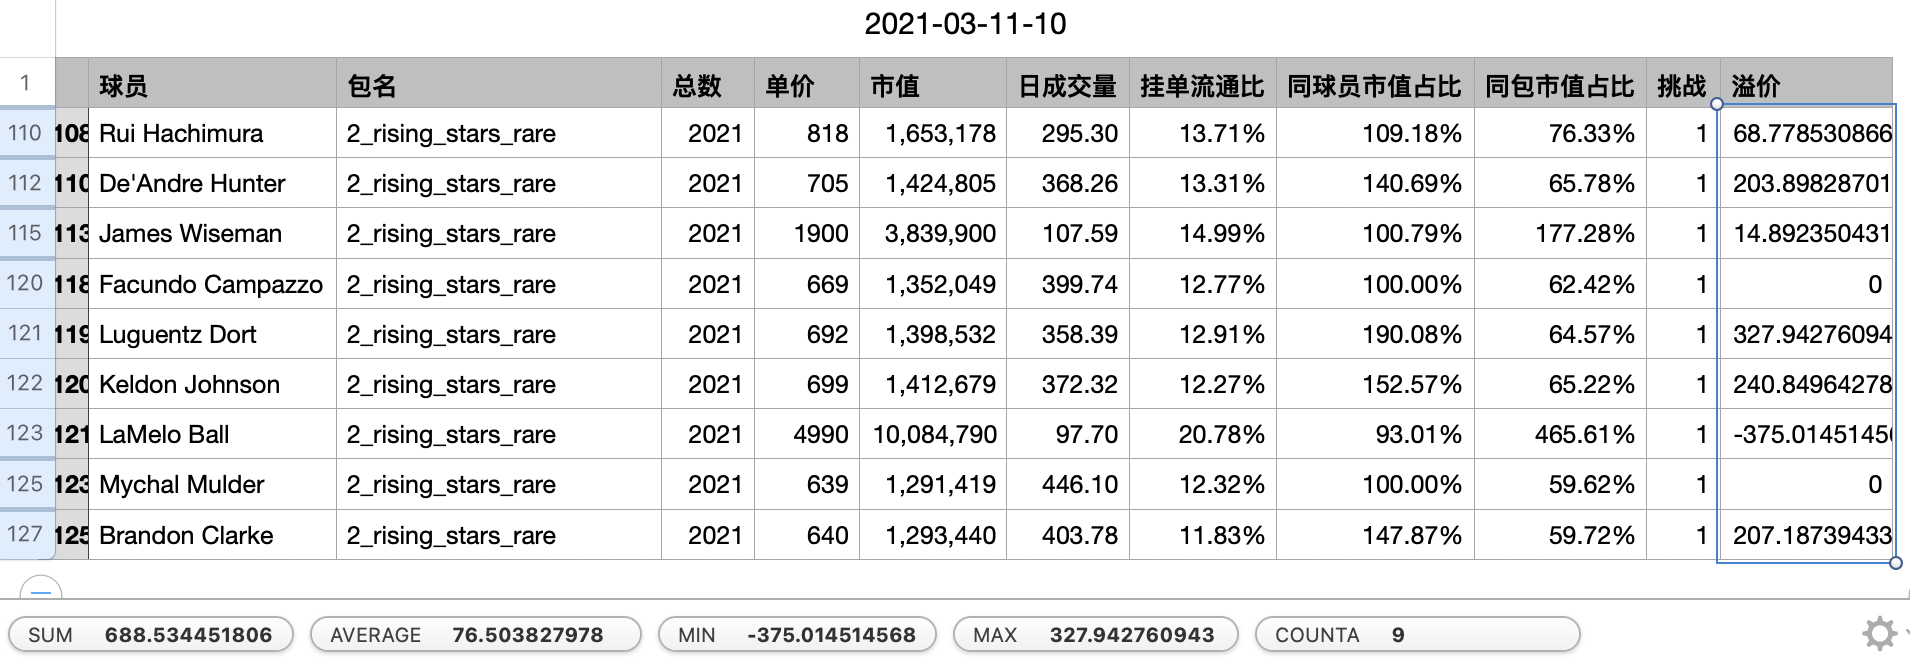 2021-03-11-10
1 球员 包名 总数 单价 市值 日成交量 挂单流通比 同球员市值占比 同包市值占比 挑战 溢价
110 108 Rui Hachimura 2_rising_stars_rare 2021 818 1,653,178 295.30 13.71% 109.18% 76.33% 1 68.778530866
112 110 De'Andre Hunter 2_rising_stars_rare 2021 705 1,424,805 368.26 13.31% 140.69% 65.78% 1 203.89828701
115 113 James Wiseman 2_rising_stars_rare 2021 1900 3,839,900 107.59 14.99% 100.79% 177.28% 1 14.892350431
120 118 Facundo Campazzo 2_rising_stars_rare 2021 669 1,352,049 399.74 12.77% 100.00% 62.42% 1 0
121 119 Luguentz Dort 2_rising_stars_rare 2021 692 1,398,532 358.39 12.91% 190.08% 64.57% 1 327.94276094
122 120 Keldon Johnson 2_rising_stars_rare 2021 699 1,412,679 372.32 12.27% 152.57% 65.22% 1 240.84964278
123 121 LaMelo Ball 2_rising_stars_rare 2021 4990 10,084,790 97.70 20.78% 93.01% 465.61% 1 -375.01451456
125 123 Mychal Mulder 2_rising_stars_rare 2021 639 1,291,419 446.10 12.32% 100.00% 59.62% 1 0
127 125 Brandon Clarke 2_rising_stars_rare 2021 640 1,293,440 403.78 11.83% 147.87% 59.72% 1 207.18739433
SUM 688.534451806 AVERAGE 76.503827978 MIN -375.014514568 MAX 327.942760943 COUNTA 9